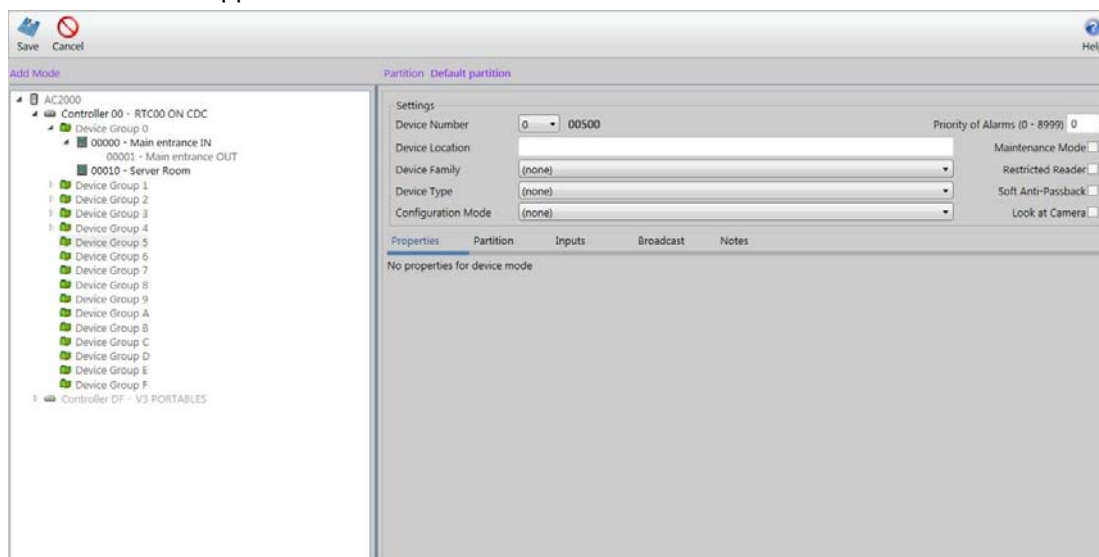 Save Cancel
Help
Add Mode
Partition Default partition
AC2000
Controller 00 - RTC00 ON CDC
Device Group 0
00000 - Main entrance IN
00001 - Main entrance OUT
00010 - Server Room
Device Group 1
Device Group 2
Device Group 3
Device Group 4
Device Group 5
Device Group 6
Device Group 7
Device Group 8
Device Group 9
Device Group A
Device Group B
Device Group C
Device Group D
Device Group E
Device Group F
Controller DF - V3 PORTABLES
Settings
Device Number 0 00500 Priority of Alarms (0 - 8999) 0
Device Location Maintenance Mode
Device Family (none) Restricted Reader
Device Type (none) Soft Anti-Passback
Configuration Mode (none) Look at Camera
Properties Partition Inputs Broadcast Notes
No properties for device mode